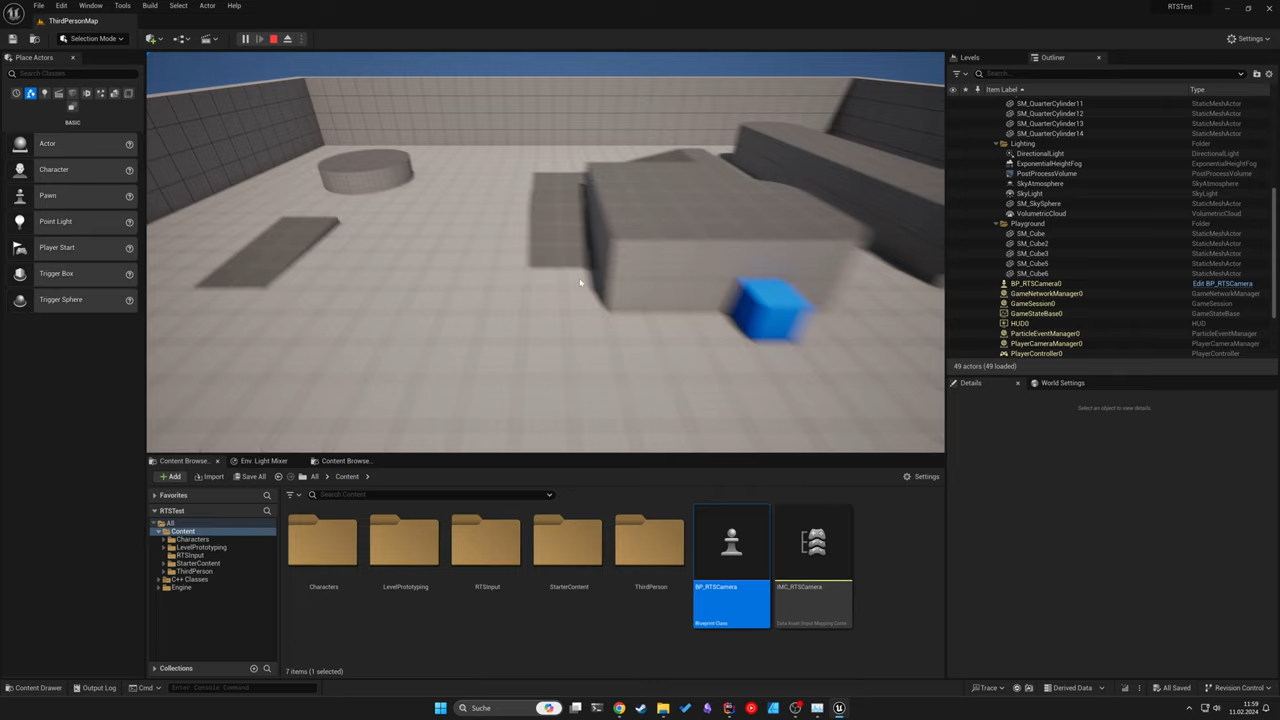 File Edit Window Tools Build Select Actor Help
RTSTest
ThirdPersonMap
Selection Mode
Settings
Place Actors
Levels
Outliner
Search Classes
Search...
Item Label
Type
BASIC
Actor
Character
Pawn
Point Light
Player Start
Trigger Box
Trigger Sphere
SM_QuarterCylinder11 StaticMeshActor
SM_QuarterCylinder12 StaticMeshActor
SM_QuarterCylinder13 StaticMeshActor
SM_QuarterCylinder14 StaticMeshActor
Lighting Folder
DirectionalLight DirectionalLight
ExponentialHeightFog ExponentialHeightFog
PostProcessVolume PostProcessVolume
SkyAtmosphere SkyAtmosphere
SkyLight SkyLight
SM_SkySphere StaticMeshActor
VolumetricCloud VolumetricCloud
Playground Folder
SM_Cube StaticMeshActor
SM_Cube2 StaticMeshActor
SM_Cube3 StaticMeshActor
SM_Cube5 StaticMeshActor
SM_Cube6 StaticMeshActor
BP_RTSCamera0 Edit BP_RTSCamera
GameNetworkManager0 GameNetworkManager
GameSession0 GameSession
GameStateBase0 GameStateBase
HUD0 HUD
ParticleEventManager0 ParticleEventManager
PlayerCameraManager0 PlayerCameraManager
PlayerController0 PlayerController
49 actors (49 loaded)
Details
World Settings
Select an object to view details.
Content Browse...
Env. Light Mixer
Content Browse...
Add
Import
Save All
All
Content
Settings
Favorites
Search Content
RTSTest
All
Content
Characters
LevelPrototyping
RTSInput
StarterContent
ThirdPerson
C++ Classes
Engine
Collections
Characters
LevelPrototyping
RTSInput
StarterContent
ThirdPerson
BP_RTSCamera
Blueprint Class
IMC_RTSCamera
Data Asset (Input Mapping Conte
7 items (1 selected)
Content Drawer
Output Log
Cmd
Enter Console Command
Trace
Derived Data
All Saved
Revision Control
Suche
11:59
11.02.2024